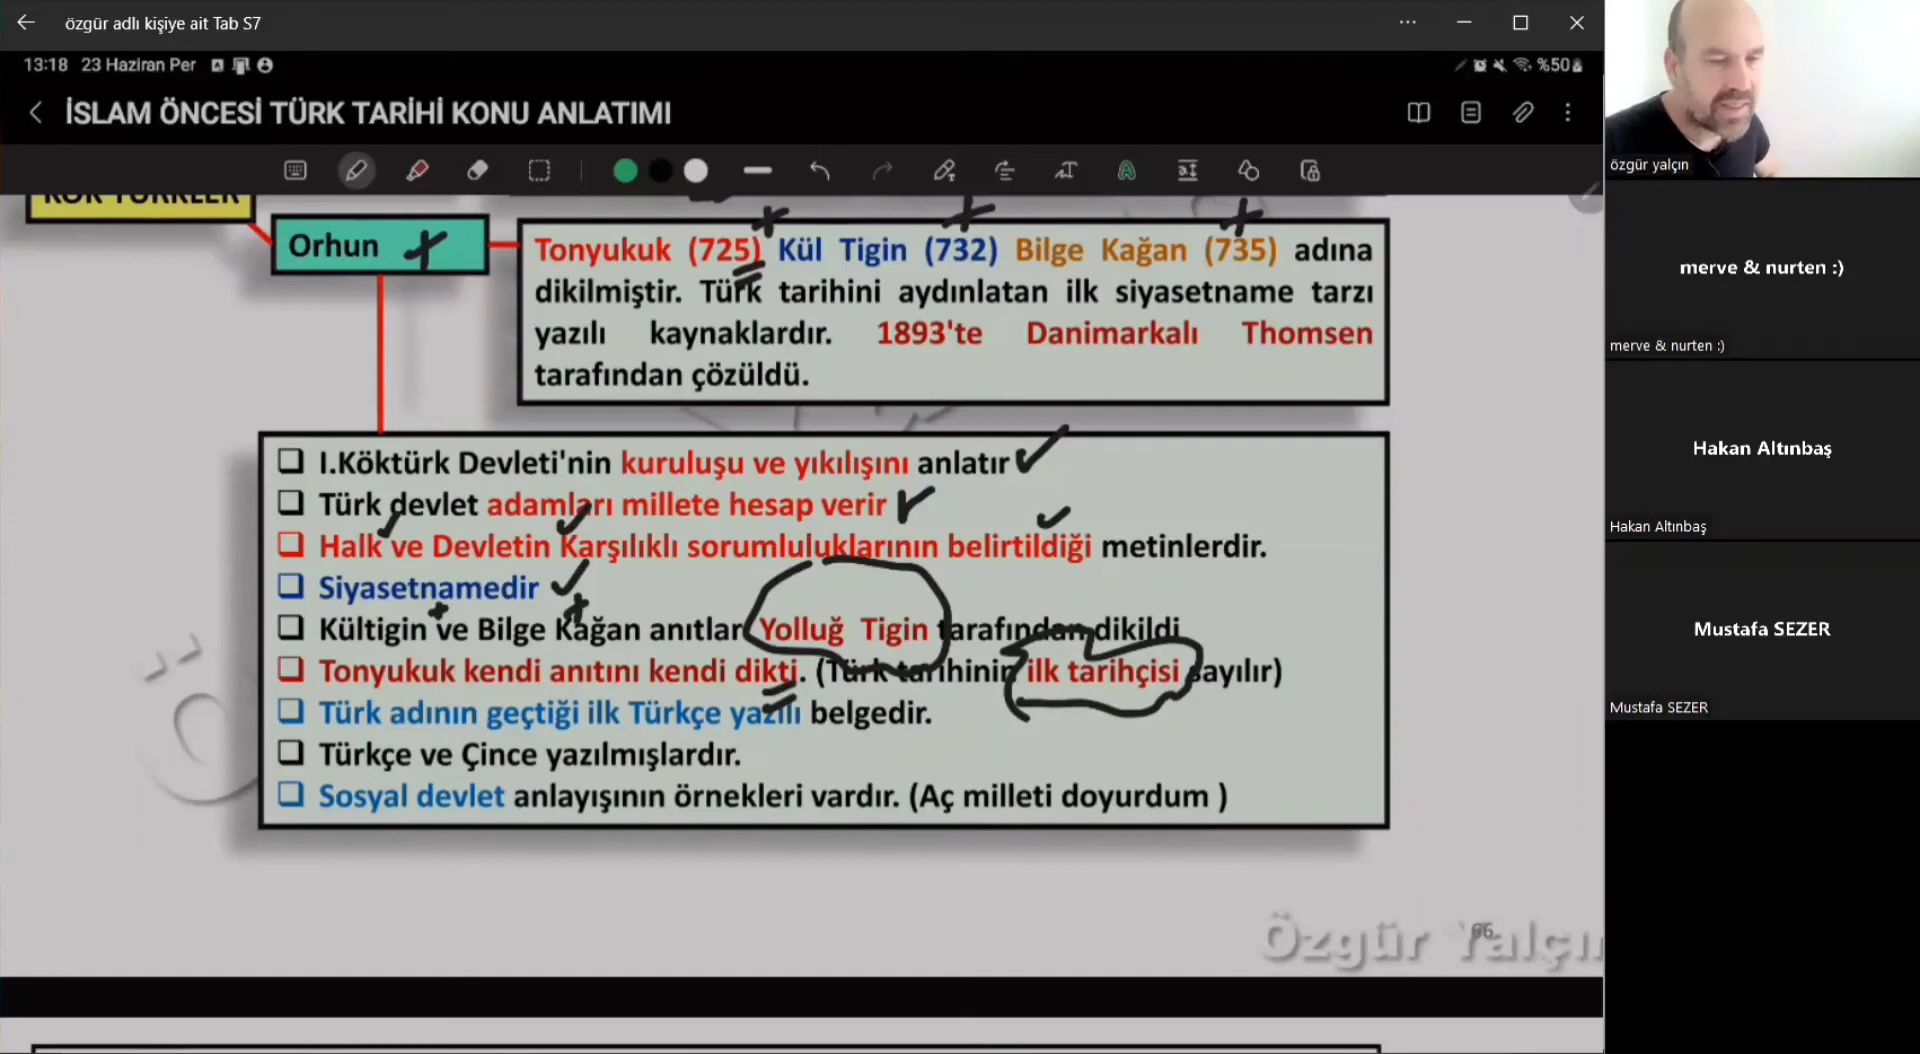 özgür adlı kişiye ait Tab S7
13:18 23 Haziran Per
%50
İSLAM ÖNCESİ TÜRK TARİHİ KONU ANLATIMI
KÖK TÜRKLER
Orhun
Tonyukuk (725) Kül Tigin (732) Bilge Kağan (735) adına
dikilmiştir. Türk tarihini aydınlatan ilk siyasetname tarzı
yazılı kaynaklardır. 1893'te Danimarkalı Thomsen
tarafından çözüldü.
I.Köktürk Devleti'nin kuruluşu ve yıkılışını anlatır
Türk devlet adamları millete hesap verir
Halk ve Devletin Karşılıklı sorumluluklarının belirtildiği metinlerdir.
Siyasetnamedir
Kültigin ve Bilge Kağan anıtlar Yolluğ Tigin tarafından dikildi
Tonyukuk kendi anıtını kendi dikti. (Türk tarihinin ilk tarihçisi sayılır)
Türk adının geçtiği ilk Türkçe yazılı belgedir.
Türkçe ve Çince yazılmışlardır.
Sosyal devlet anlayışının örnekleri vardır. (Aç milleti doyurdum )
66
Özgür Yalçın
özgür yalçın
merve & nurten :)
merve & nurten :)
Hakan Altınbaş
Hakan Altınbaş
Mustafa SEZER
Mustafa SEZER